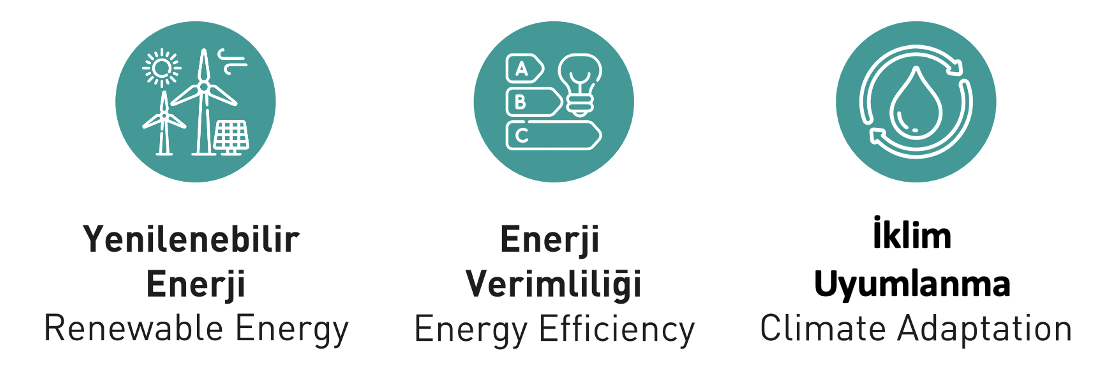 A
B
C
Yenilenebilir
Enerji
Renewable Energy
Enerji
Verimliliği
Energy Efficiency
İklim
Uyumlanma
Climate Adaptation